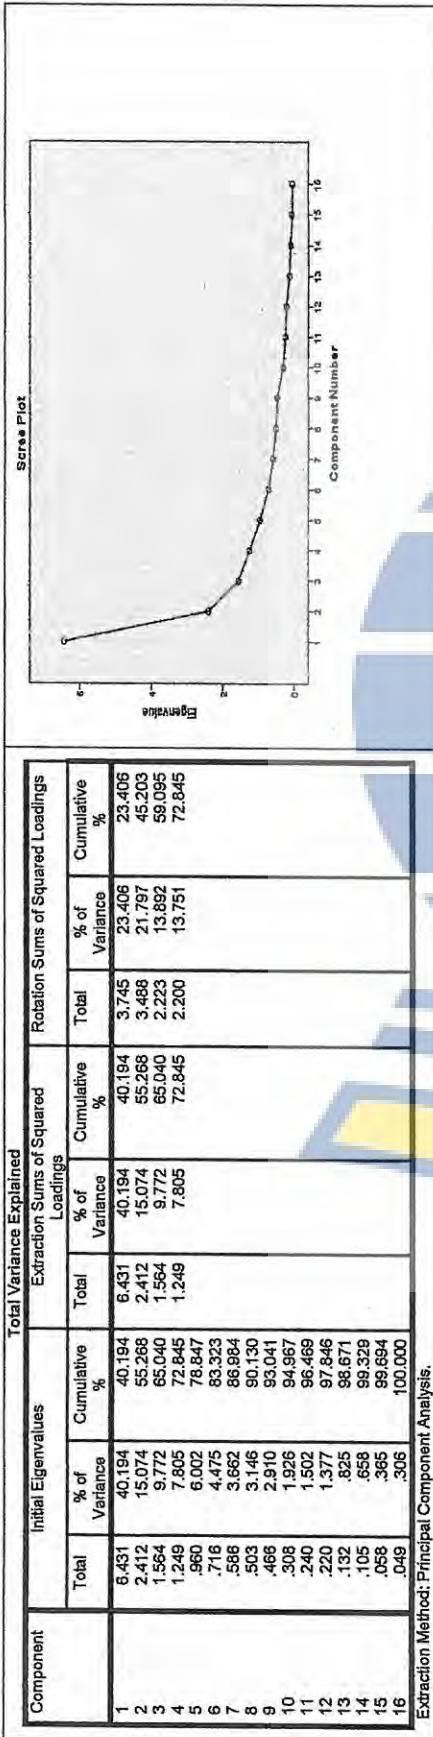 Total Variance Explained
Component Initial Eigenvalues Extraction Sums of Squared Loadings Rotation Sums of Squared Loadings
Total % of Variance Cumulative % Total % of Variance Cumulative % Total % of Variance Cumulative %
1 6.431 40.194 40.194 6.431 40.194 40.194 3.745 23.406 23.406
2 2.412 15.074 55.268 2.412 15.074 55.268 3.488 21.797 45.203
3 1.564 9.772 65.040 1.564 9.772 65.040 2.223 13.892 59.095
4 1.249 7.805 72.845 1.249 7.805 72.845 2.200 13.751 72.845
5 .960 6.002 78.847
6 .716 4.475 83.323
7 .586 3.662 86.984
8 .503 3.146 90.130
9 .466 2.910 93.041
10 .308 1.926 94.967
11 .240 1.502 96.469
12 .220 1.377 97.846
13 .132 .825 98.671
14 .105 .658 99.329
15 .058 .365 99.694
16 .049 .306 100.000
Extraction Method: Principal Component Analysis.
Scree Plot
Eigenvalue
6
4
2
0
1 2 3 4 5 6 7 8 9 10 11 12 13 14 15 16
Component Number